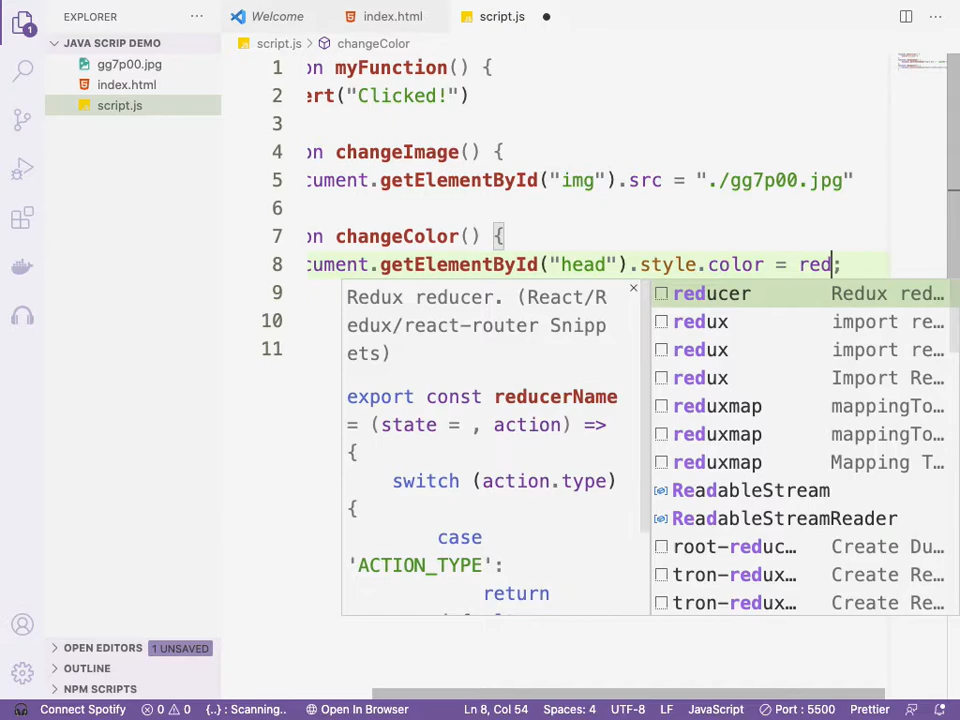 EXPLORER ···
Welcome index.html script.js ● ···
JAVA SCRIP DEMO
script.js > changeColor
gg7p00.jpg
index.html
script.js
1 on myFunction() {
2 ert("Clicked!")
3
4 on changeImage() {
5 cument.getElementById("img").src = "./gg7p00.jpg"
6
7 on changeColor() {
8 cument.getElementById("head").style.color = red;
9
10
11
Redux reducer. (React/R
edux/react-router Snipp
ets)
export const reducerName
= (state = , action) =>
{
switch (action.type)
{
case
'ACTION_TYPE':
return
reducer Redux red…
redux import re…
redux import re…
redux Import Re…
reduxmap mappingTo…
reduxmap mappingTo…
reduxmap Mapping T…
ReadableStream
ReadableStreamReader
root-reduc… Create Du…
tron-redux… Create Re…
tron-redux… Create Re…
OPEN EDITORS 1 UNSAVED
OUTLINE
NPM SCRIPTS
Connect Spotify 0 0 {..} : Scanning.. Open In Browser Ln 8, Col 54 Spaces: 4 UTF-8 LF JavaScript Port : 5500 Prettier